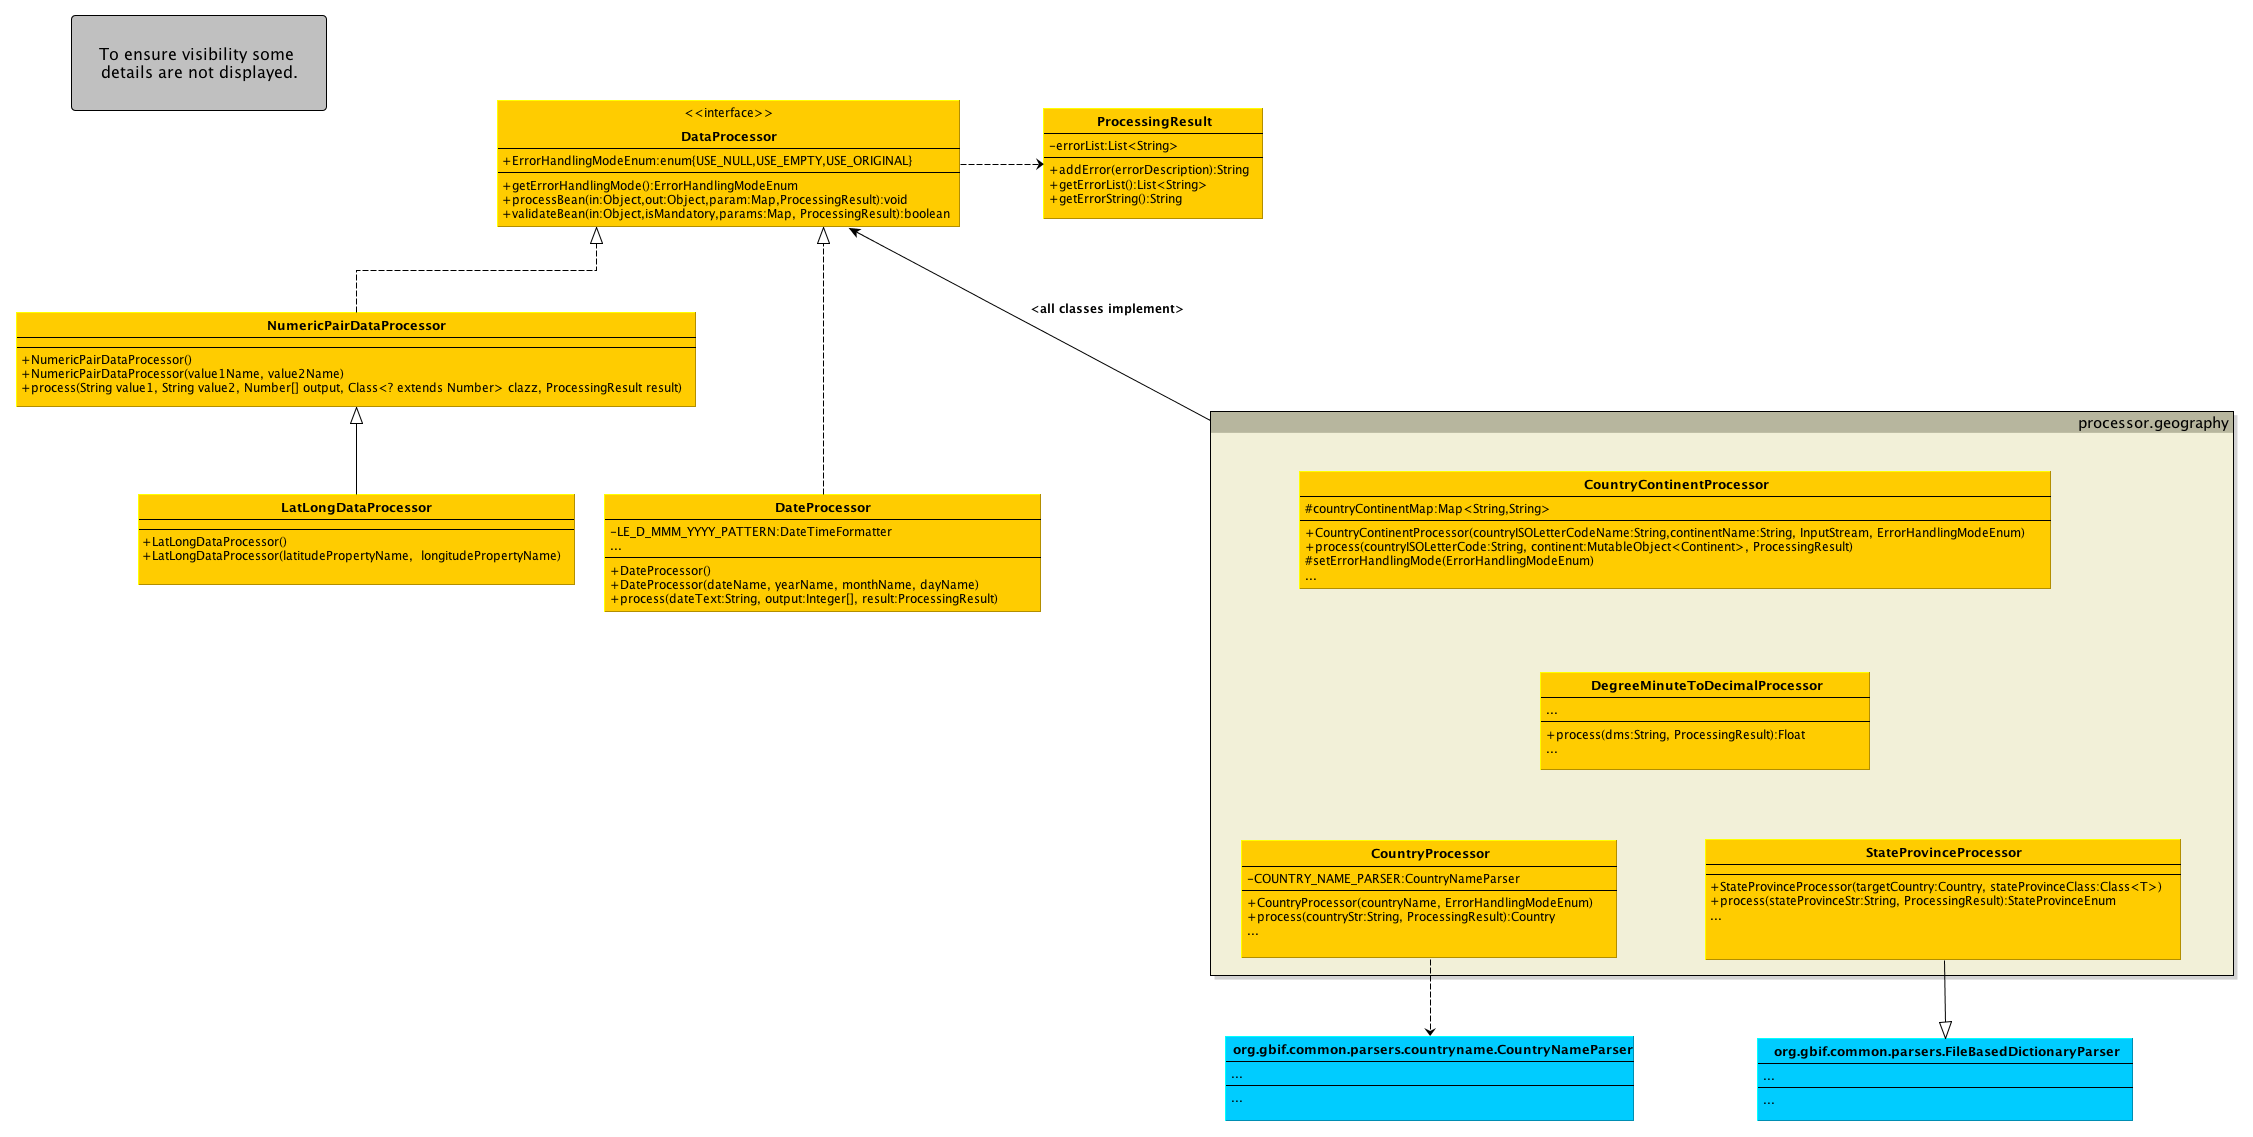 To ensure visibility some
details are not displayed.
<<interface>>
DataProcessor
+ErrorHandlingModeEnum:enum{USE_NULL,USE_EMPTY,USE_ORIGINAL}
+getErrorHandlingMode():ErrorHandlingModeEnum
+processBean(in:Object,out:Object,param:Map,ProcessingResult):void
+validateBean(in:Object,isMandatory,params:Map, ProcessingResult):boolean
ProcessingResult
-errorList:List<String>
+addError(errorDescription):String
+getErrorList():List<String>
+getErrorString():String
<all classes implement>
NumericPairDataProcessor
+NumericPairDataProcessor()
+NumericPairDataProcessor(value1Name, value2Name)
+process(String value1, String value2, Number[] output, Class<? extends Number> clazz, ProcessingResult result)
LatLongDataProcessor
+LatLongDataProcessor()
+LatLongDataProcessor(latitudePropertyName, longitudePropertyName)
DateProcessor
-LE_D_MMM_YYYY_PATTERN:DateTimeFormatter
...
+DateProcessor()
+DateProcessor(dateName, yearName, monthName, dayName)
+process(dateText:String, output:Integer[], result:ProcessingResult)
processor.geography
CountryContinentProcessor
#countryContinentMap:Map<String,String>
+CountryContinentProcessor(countryISOLetterCodeName:String,continentName:String, InputStream, ErrorHandlingModeEnum)
+process(countryISOLetterCode:String, continent:MutableObject<Continent>, ProcessingResult)
#setErrorHandlingMode(ErrorHandlingModeEnum)
...
DegreeMinuteToDecimalProcessor
...
+process(dms:String, ProcessingResult):Float
...
CountryProcessor
-COUNTRY_NAME_PARSER:CountryNameParser
+CountryProcessor(countryName, ErrorHandlingModeEnum)
+process(countryStr:String, ProcessingResult):Country
...
StateProvinceProcessor
+StateProvinceProcessor(targetCountry:Country, stateProvinceClass:Class<T>)
+process(stateProvinceStr:String, ProcessingResult):StateProvinceEnum
...
org.gbif.common.parsers.countryname.CountryNameParser
...
...
org.gbif.common.parsers.FileBasedDictionaryParser
...
...